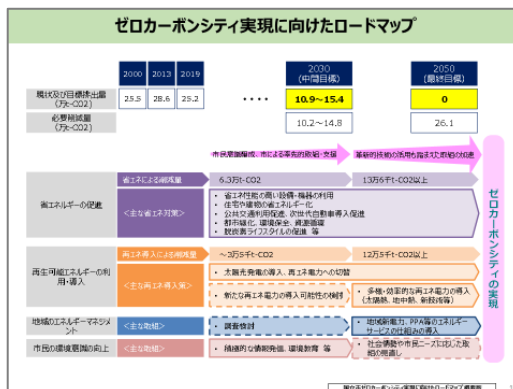 ゼロカーボンシティ実現に向けたロードマップ
2000
2013
2019
2030
(中間目標)
2050
(最終目標)
現状及び目標排出量
(万t-CO2)
25.5
28.6
25.2
････
10.9～15.4
0
必要削減量
(万t-CO2)
10.2～14.8
26.1
市民意識醸成、市による率先的取組・支援
革新的技術の活用も踏まえた取組の加速
省エネルギーの促進
省エネによる削減量
6.3万t-CO2
13万6千t-CO2以上
<主な省エネ対策>
• 省エネ性能の高い設備・機器の利用
• 住宅や建物の省エネルギー化
• 公共交通利用促進、次世代自動車導入促進
• 都市緑化、環境保全、資源循環
• 脱炭素ライフスタイルの促進 等
再生可能エネルギーの利
用・導入
再エネ導入による削減量
～3万5千t-CO2
12万5千t-CO2以上
<主な再エネ導入策>
• 太陽光発電の導入、再エネ電力への切替
• 新たな再エネ電力の導入可能性の検討
• 多様・効率的な再エネ電力の導入
(太陽熱、地中熱、新技術等)
地域のエネルギーマネジ
メント
<主な取組>
• 調査検討
• 地域新電力、PPA等のエネルギー
サービスの仕組みの導入
市民の環境意識の向上
<主な取組>
• 積極的な情報発信、環境教育 等
• 社会情勢や市民ニーズに応じた取
組の見直し
ゼロカーボンシティの実現